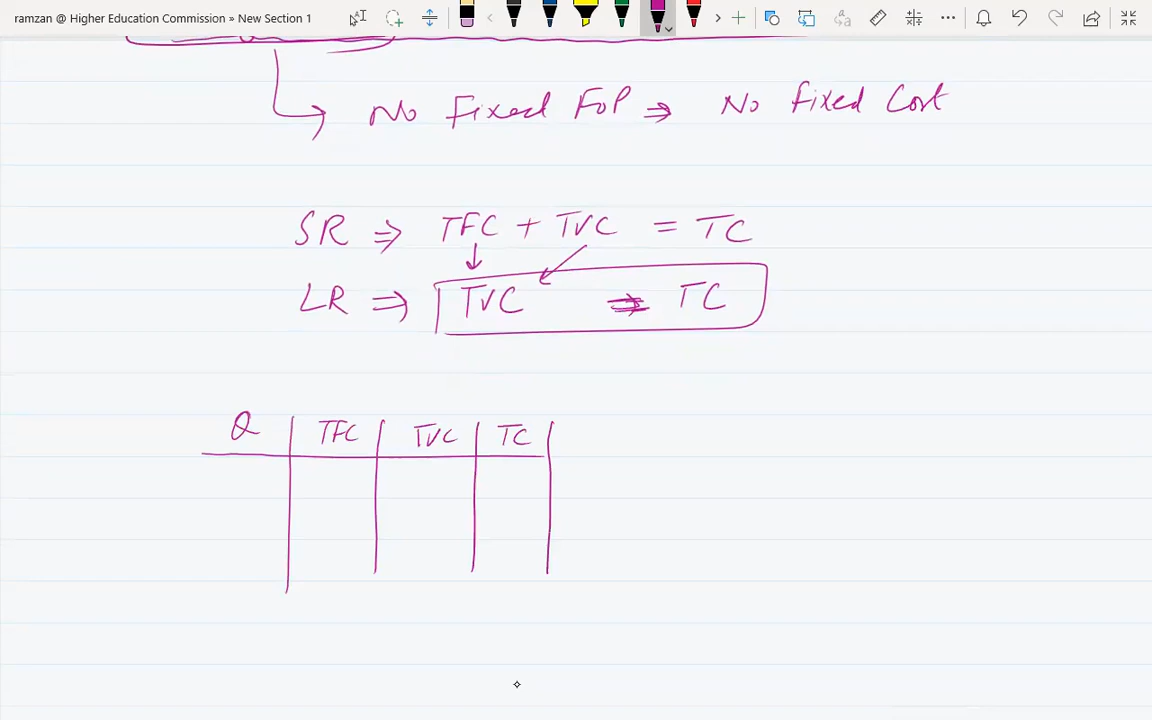 ramzan @ Higher Education Commission » New Section 1
No Fixed FoP ⇒ No fixed Cost
SR ⇒ TFC + TVC = TC
LR ⇒ TVC ⇒ TC
Q TFC TVC TC